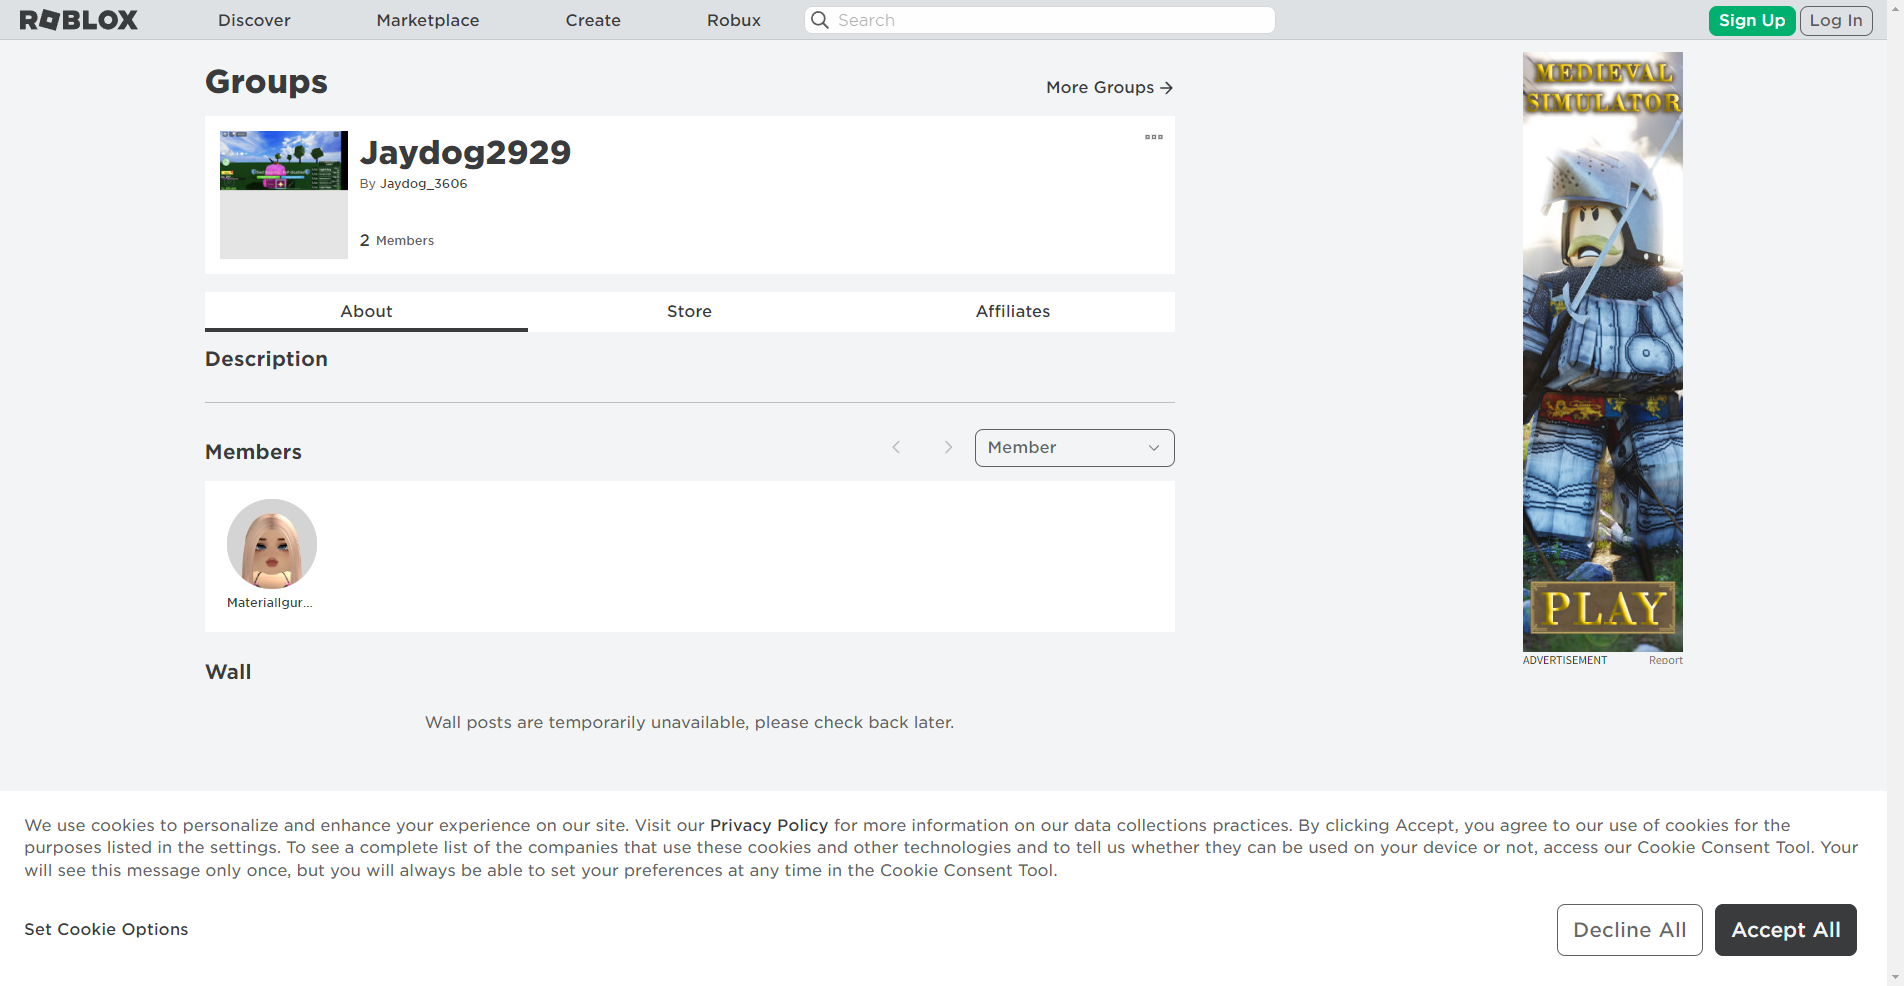 ROBLOX
Discover
Marketplace
Create
Robux
Search
Sign Up
Log In
Groups
More Groups
Jaydog2929
By Jaydog_3606
2 Members
About
Store
Affiliates
Description
Members
Member
Materiallgur...
Wall
Wall posts are temporarily unavailable, please check back later.
MEDIEVAL
SIMULATOR
PLAY
ADVERTISEMENT
Report
We use cookies to personalize and enhance your experience on our site. Visit our Privacy Policy for more information on our data collections practices. By clicking Accept, you agree to our use of cookies for the
purposes listed in the settings. To see a complete list of the companies that use these cookies and other technologies and to tell us whether they can be used on your device or not, access our Cookie Consent Tool. Your
will see this message only once, but you will always be able to set your preferences at any time in the Cookie Consent Tool.
Set Cookie Options
Decline All
Accept All